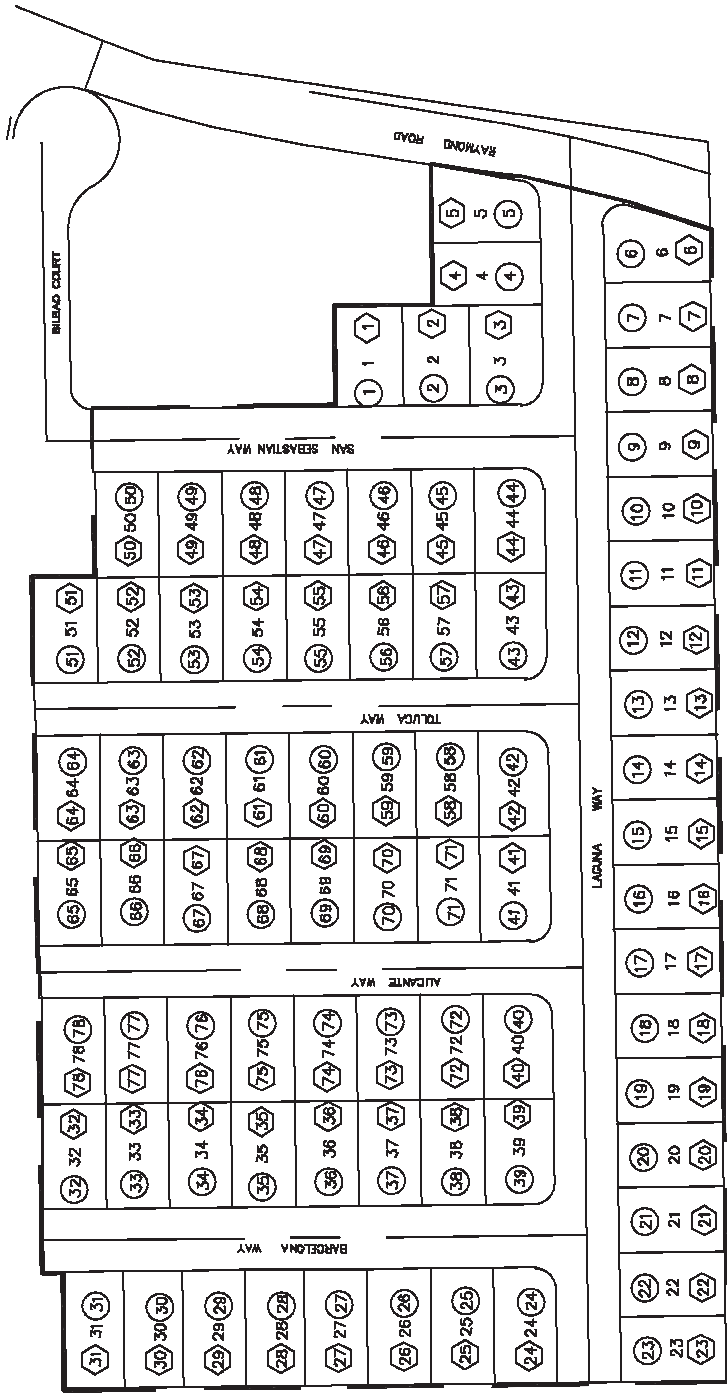 RAYMOND ROAD
BILBAO COURT
5 5 5
4 4 4
1 1 1
2 2 2
3 3 3
SAN SEBASTIAN WAY
50 50 50
49 49 49
48 48 48
47 47 47
46 46 46
45 45 45
44 44 44
51 51 51
52 52 52
53 53 53
54 54 54
55 55 55
56 56 56
57 57 57
43 43 43
TOLUCA WAY
64 64 64
63 63 63
62 62 62
61 61 61
60 60 60
59 59 59
58 58 58
42 42 42
65 65 65
66 66 66
67 67 67
68 68 68
69 69 69
70 70 70
71 71 71
41 41 41
ALICANTE WAY
78 78 78
77 77 77
76 76 76
75 75 75
74 74 74
73 73 73
72 72 72
40 40 40
32 32 32
33 33 33
34 34 34
35 35 35
36 36 36
37 37 37
38 38 38
39 39 39
BARCELONA WAY
31 31 31
30 30 30
29 29 29
28 28 28
27 27 27
26 26 26
25 25 25
24 24 24
LAGUNA WAY
6 6 6
7 7 7
8 8 8
9 9 9
10 10 10
11 11 11
12 12 12
13 13 13
14 14 14
15 15 15
16 16 16
17 17 17
18 18 18
19 19 19
20 20 20
21 21 21
22 22 22
23 23 23